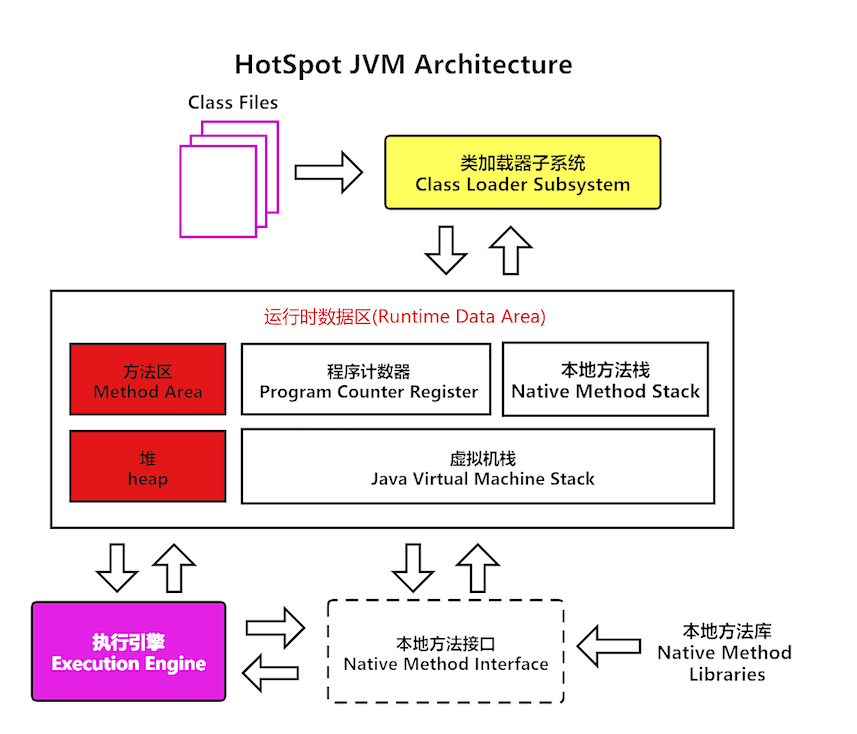 HotSpot JVM Architecture
Class Files
类加载器子系统
Class Loader Subsystem
运行时数据区(Runtime Data Area)
方法区
Method Area
程序计数器
Program Counter Register
本地方法栈
Native Method Stack
堆
heap
虚拟机栈
Java Virtual Machine Stack
执行引擎
Execution Engine
本地方法接口
Native Method Interface
本地方法库
Native Method
Libraries